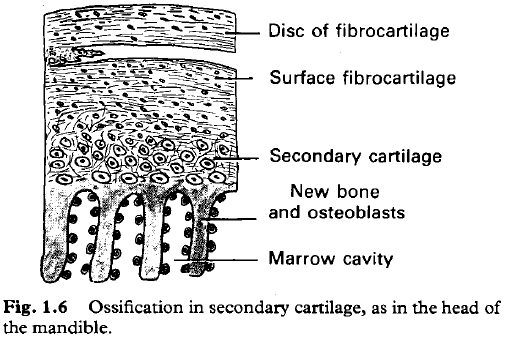 Disc of fibrocartilage
Surface fibrocartilage
Secondary cartilage
New bone
and osteoblasts
Marrow cavity
Fig. 1.6 Ossification in secondary cartilage, as in the head of
the mandible.